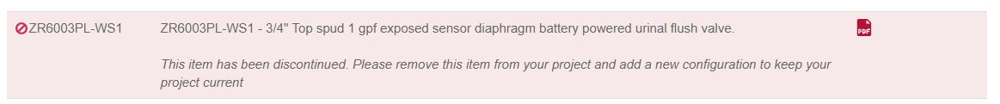 ZR6003PL-WS1 ZR6003PL-WS1 - 3/4" Top spud 1 gpf exposed sensor diaphragm battery powered urinal flush valve. PDF
This item has been discontinued. Please remove this item from your project and add a new configuration to keep your
project current